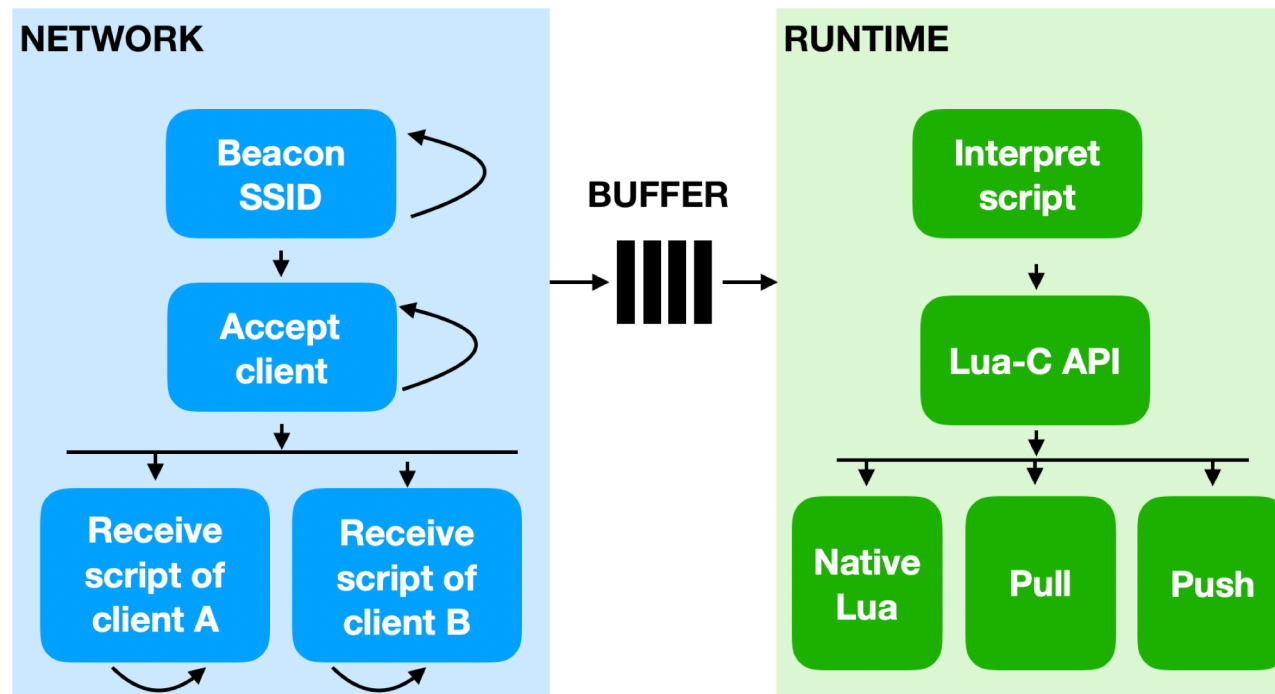 NETWORK
Beacon
SSID
Accept
client
Receive
script of
client A
Receive
script of
client B
BUFFER
RUNTIME
Interpret
script
Lua-C API
Native
Lua
Pull
Push